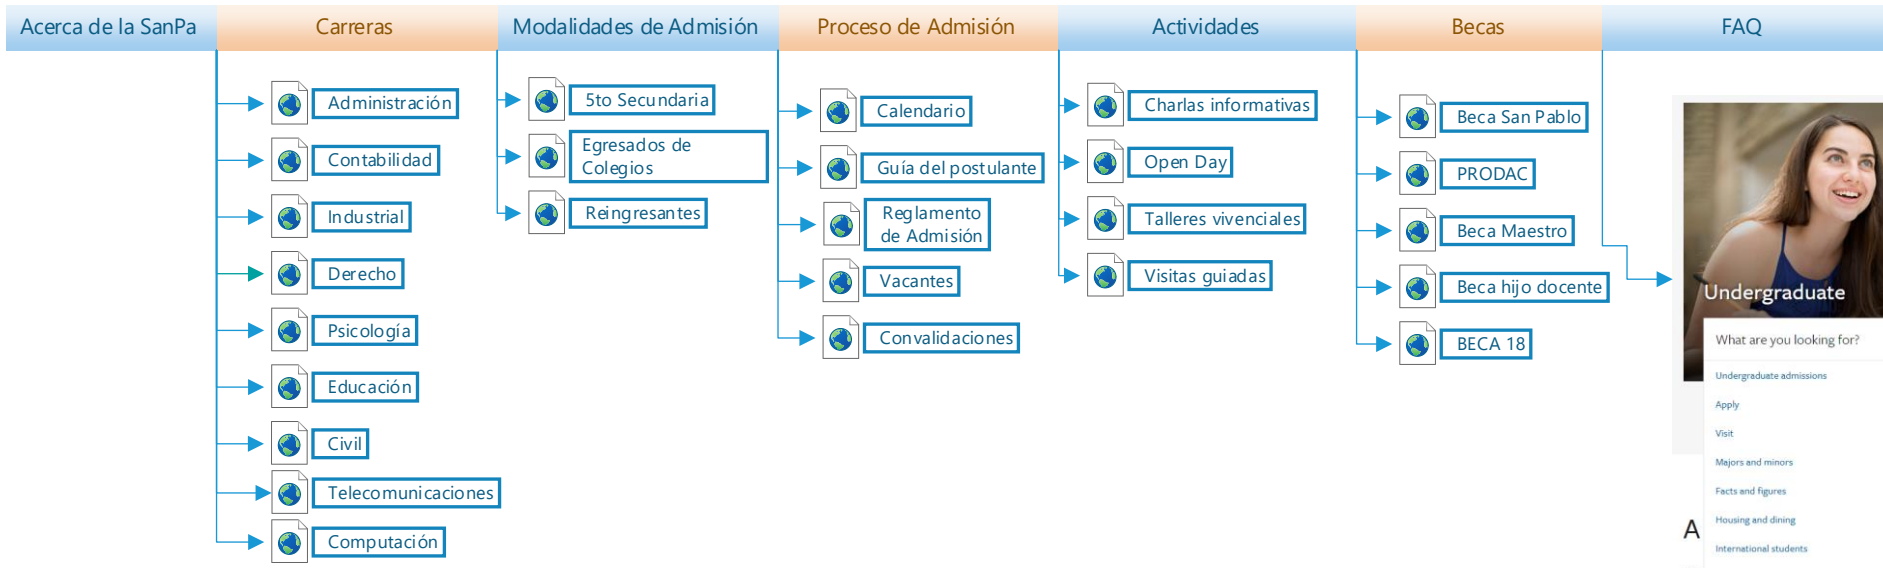 Acerca de la SanPa
Carreras
Modalidades de Admisión
Proceso de Admisión
Actividades
Becas
FAQ
Administración
Contabilidad
Industrial
Derecho
Psicología
Educación
Civil
Telecomunicaciones
Computación
5to Secundaria
Egresados de
Colegios
Reingresantes
Calendario
Guía del postulante
Reglamento
de Admisión
Vacantes
Convalidaciones
Charlas informativas
Open Day
Talleres vivenciales
Visitas guiadas
Beca San Pablo
PRODAC
Beca Maestro
Beca hijo docente
BECA 18
Undergraduate
What are you looking for?
Undergraduate admissions
Apply
Visit
Majors and minors
Facts and figures
Housing and dining
A
International students